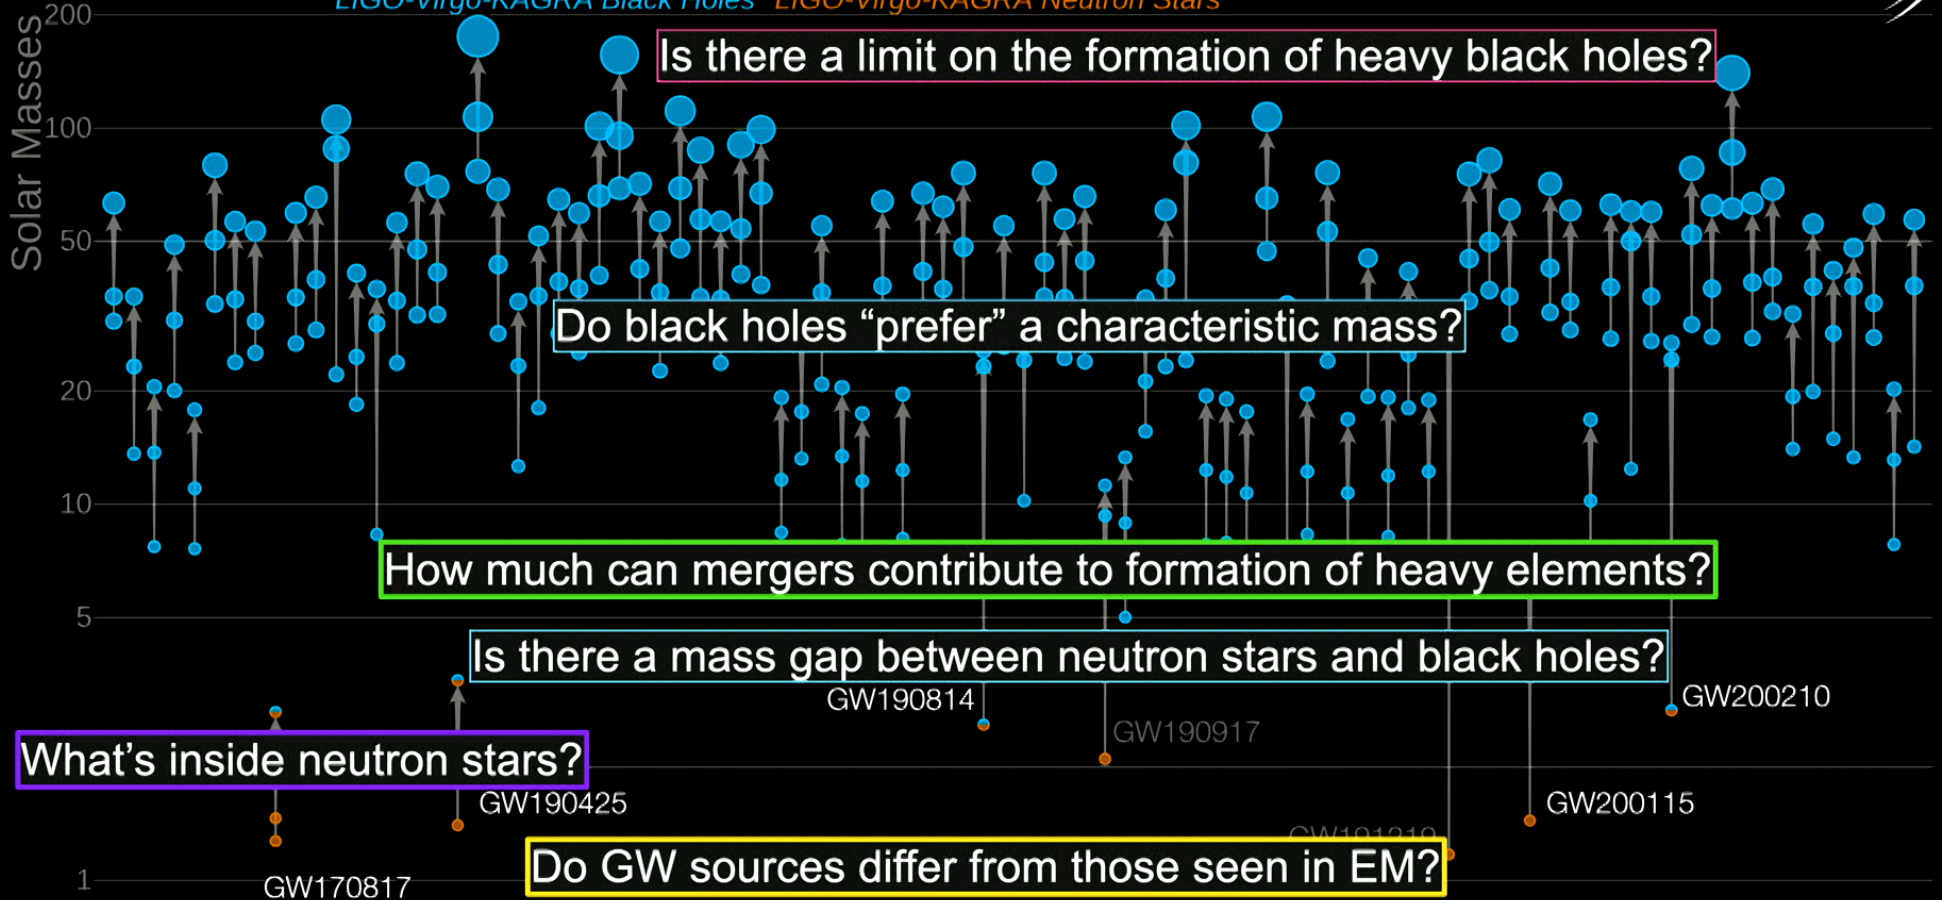 LIGO-Virgo-KAGRA Black Holes LIGO-Virgo-KAGRA Neutron Stars
Solar Masses
200
Is there a limit on the formation of heavy black holes?
100
50
Do black holes “prefer” a characteristic mass?
20
10
How much can mergers contribute to formation of heavy elements?
5
Is there a mass gap between neutron stars and black holes?
GW190814
GW200210
GW190917
What’s inside neutron stars?
GW190425
GW200115
GW191219
Do GW sources differ from those seen in EM?
1
GW170817